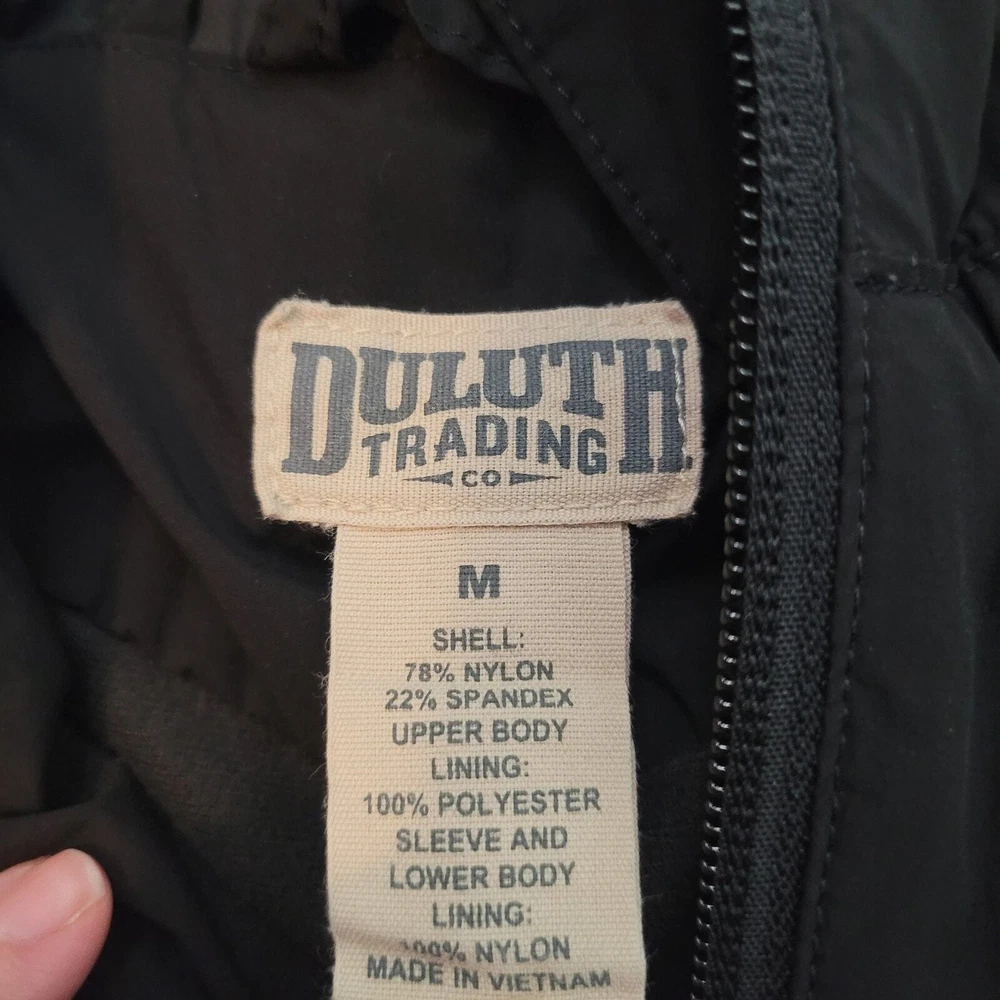 DULUTH
TRADING
CO
M
SHELL:
78% NYLON
22% SPANDEX
UPPER BODY
LINING:
100% POLYESTER
SLEEVE AND
LOWER BODY
LINING:
100% NYLON
MADE IN VIETNAM